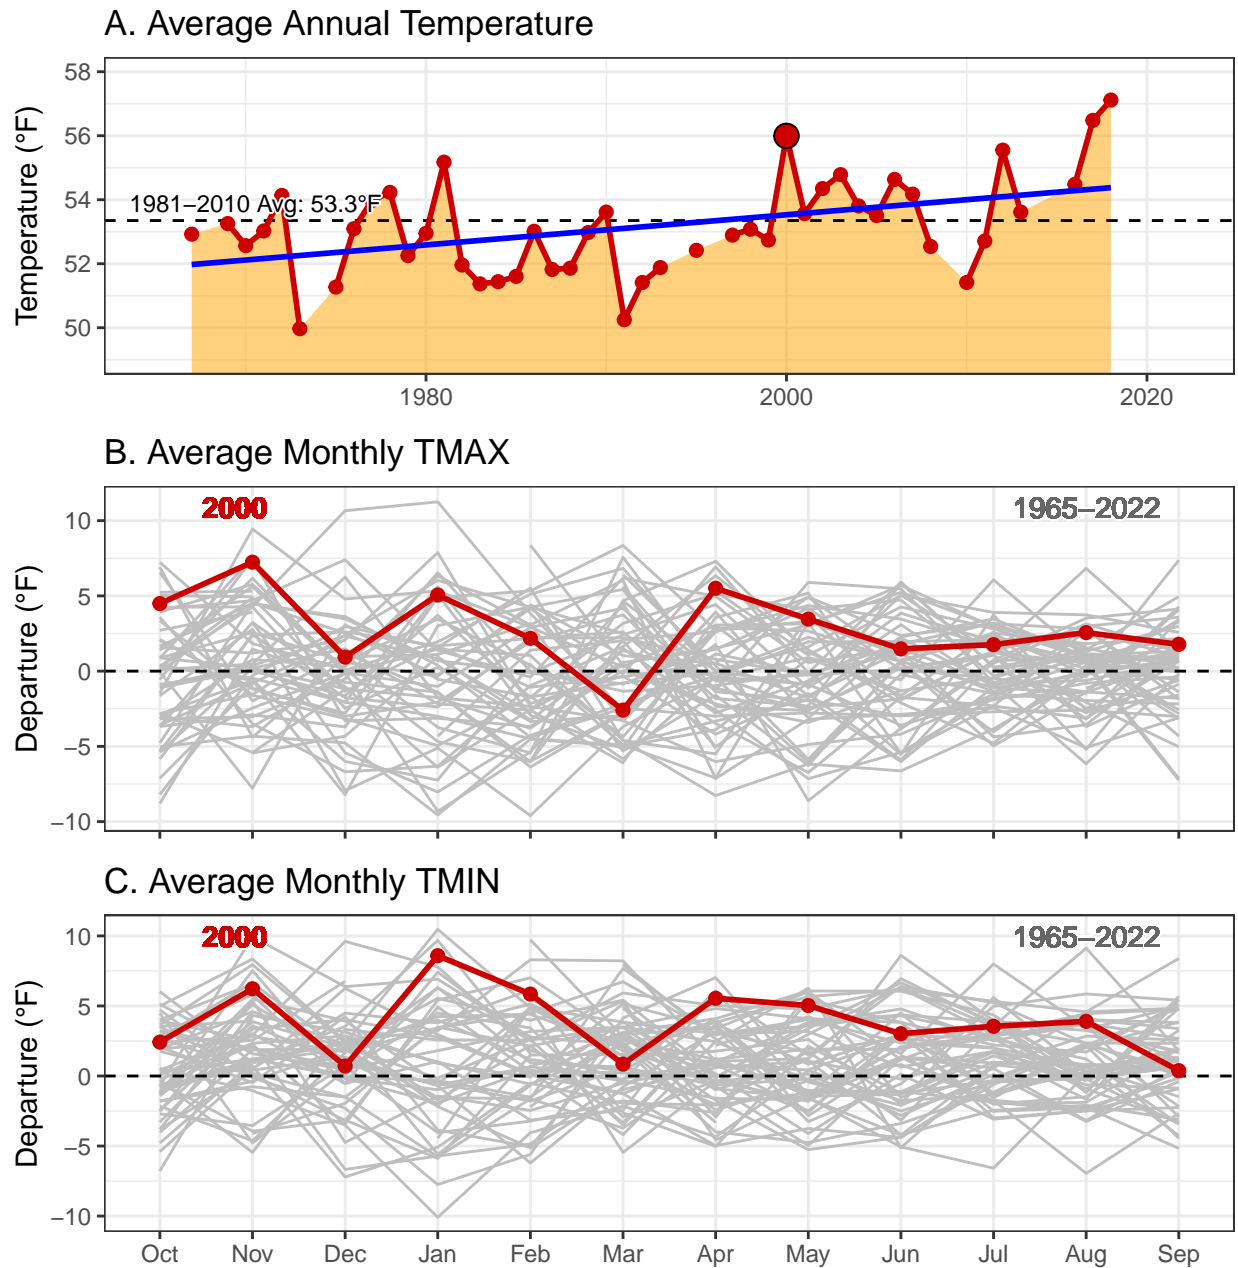 A. Average Annual Temperature
Temperature (°F)
58
56
54
52
50
1981–2010 Avg: 53.3°F
1980
2000
2020
B. Average Monthly TMAX
Departure (°F)
10
5
0
−5
−10
2000
1965–2022
C. Average Monthly TMIN
Departure (°F)
10
5
0
−5
−10
2000
1965–2022
Oct Nov Dec Jan Feb Mar Apr May Jun Jul Aug Sep